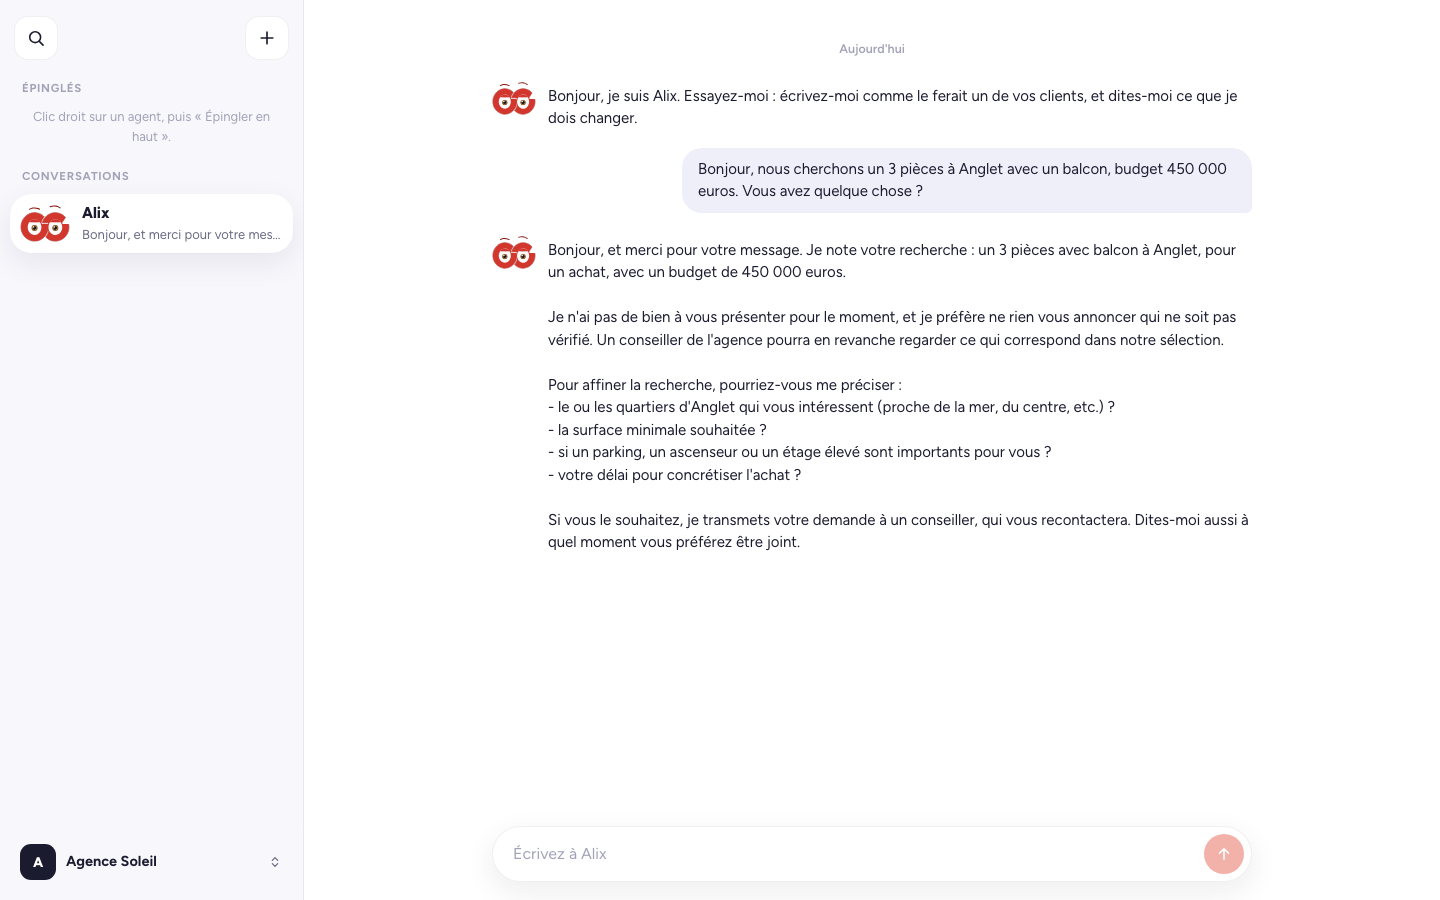 ÉPINGLÉS
Clic droit sur un agent, puis « Épingler en
haut ».
CONVERSATIONS
Alix
Bonjour, et merci pour votre mes...
A
Agence Soleil
Aujourd'hui
Bonjour, je suis Alix. Essayez-moi : écrivez-moi comme le ferait un de vos clients, et dites-moi ce que je
dois changer.
Bonjour, nous cherchons un 3 pièces à Anglet avec un balcon, budget 450 000
euros. Vous avez quelque chose ?
Bonjour, et merci pour votre message. Je note votre recherche : un 3 pièces avec balcon à Anglet, pour
un achat, avec un budget de 450 000 euros.
Je n'ai pas de bien à vous présenter pour le moment, et je préfère ne rien vous annoncer qui ne soit pas
vérifié. Un conseiller de l'agence pourra en revanche regarder ce qui correspond dans notre sélection.
Pour affiner la recherche, pourriez-vous me préciser :
- le ou les quartiers d'Anglet qui vous intéressent (proche de la mer, du centre, etc.) ?
- la surface minimale souhaitée ?
- si un parking, un ascenseur ou un étage élevé sont importants pour vous ?
- votre délai pour concrétiser l'achat ?
Si vous le souhaitez, je transmets votre demande à un conseiller, qui vous recontactera. Dites-moi aussi à
quel moment vous préférez être joint.
Écrivez à Alix